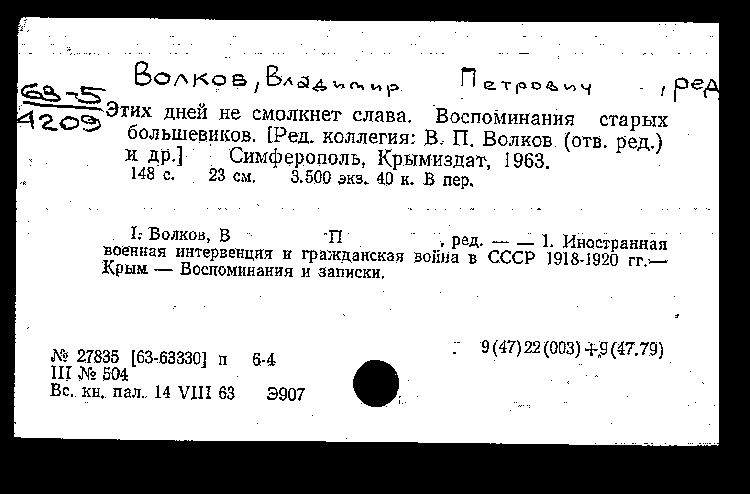 Волков, Владимир Петрович, ред
63-5
4209
Этих дней не смолкнет слава. Воспоминания старых
большевиков. [Ред. коллегия: В. П. Волков (отв. ред.)
и др.] Симферополь, Крымиздат, 1963.
148 с. 23 см. 3.500 экз. 40 к. В пер.
I. Волков, В П , ред. — — 1. Иностранная
военная интервенция и гражданская война в СССР 1918-1920 гг.—
Крым — Воспоминания и записки.
9(47)22(003)+9(47.79)
№ 27835 [63-63330] п 6-4
III № 504
Вс. кн. пал. 14 VIII 63 Э907